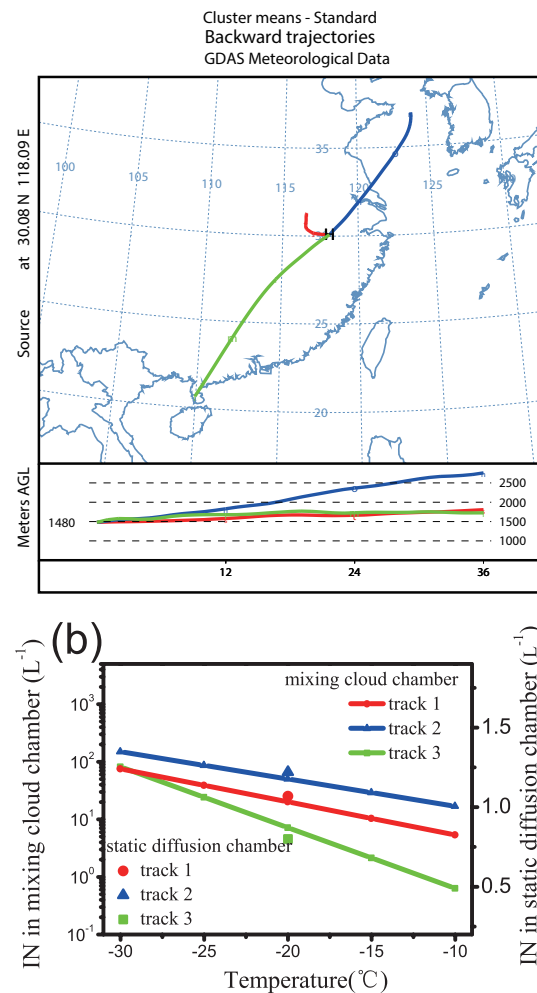 Cluster means - Standard
Backward trajectories
GDAS Meteorological Data
Source at 30.08 N 118.09 E
100
105
110
115
120
125
35
25
20
Meters AGL
1480
2500
2000
1500
1000
12
24
36
(b)
IN in mixing cloud chamber (L⁻¹)
10³
10²
10¹
10⁰
10⁻¹
mixing cloud chamber
track 1
track 2
track 3
static diffusion chamber
track 1
track 2
track 3
1.5
1.0
0.5
IN in static diffusion chamber (L⁻¹)
-30
-25
-20
-15
-10
Temperature(℃)